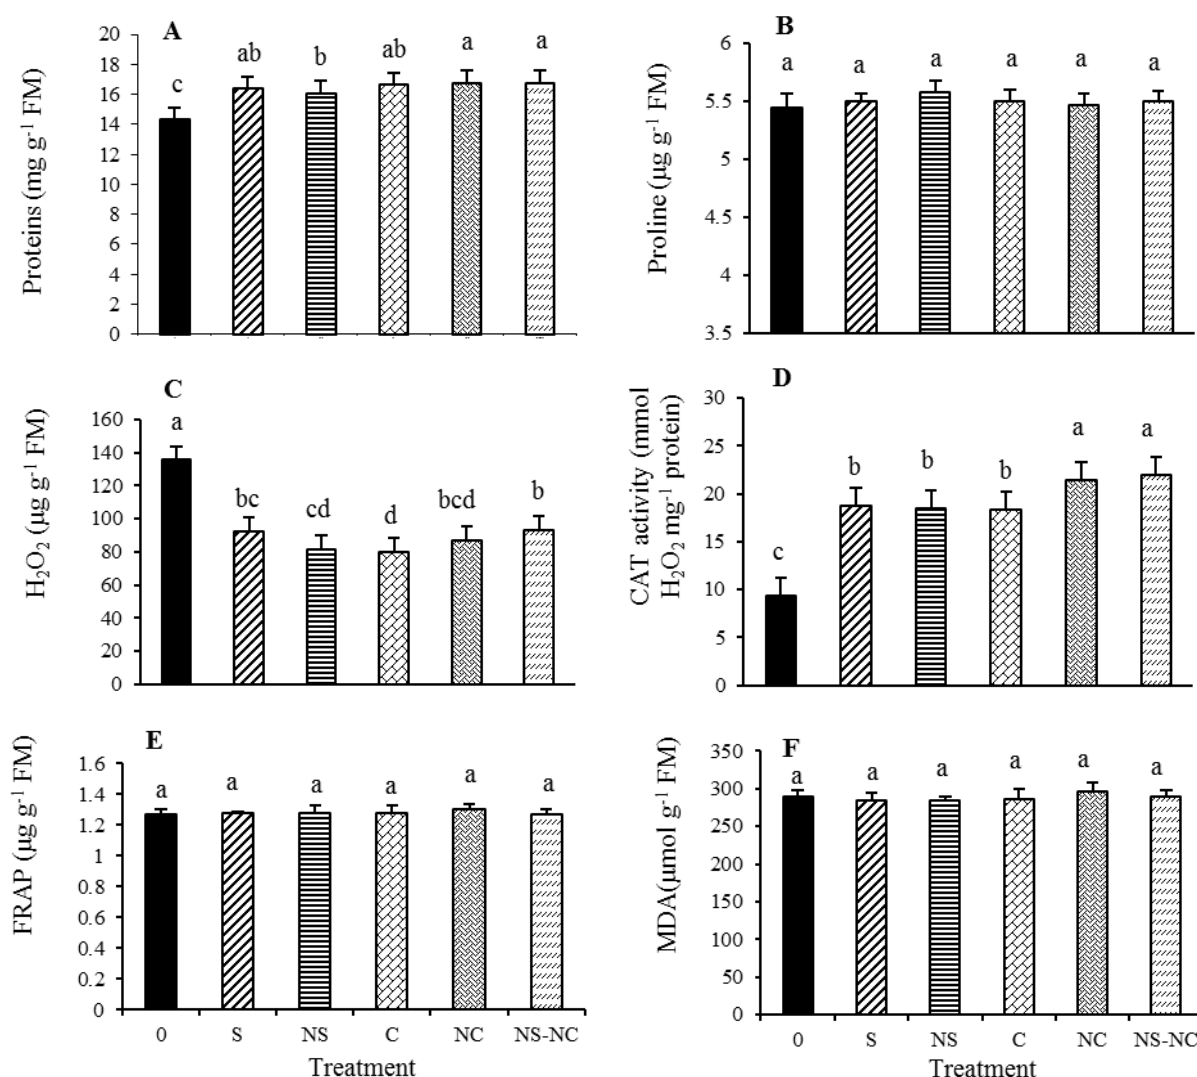 A
Proteins (mg g⁻¹ FM)
20
18
16
14
12
10
8
6
4
2
0
c
ab
b
ab
a
a
B
Proline (µg g⁻¹ FM)
6
5.5
5
4.5
4
3.5
a
a
a
a
a
a
C
H₂O₂ (µg g⁻¹ FM)
160
140
120
100
80
60
40
20
0
a
bc
cd
d
bcd
b
D
CAT activity (mmol
H₂O₂ mg⁻¹ protein)
30
25
20
15
10
5
0
c
b
b
b
a
a
E
FRAP (µg g⁻¹ FM)
1.6
1.4
1.2
1
0.8
0.6
0.4
0.2
0
a
a
a
a
a
a
0 S NS C NC NS-NC
Treatment
F
MDA(µmol g⁻¹ FM)
350
300
250
200
150
100
50
0
a
a
a
a
a
a
0 S NS C NC NS-NC
Treatment